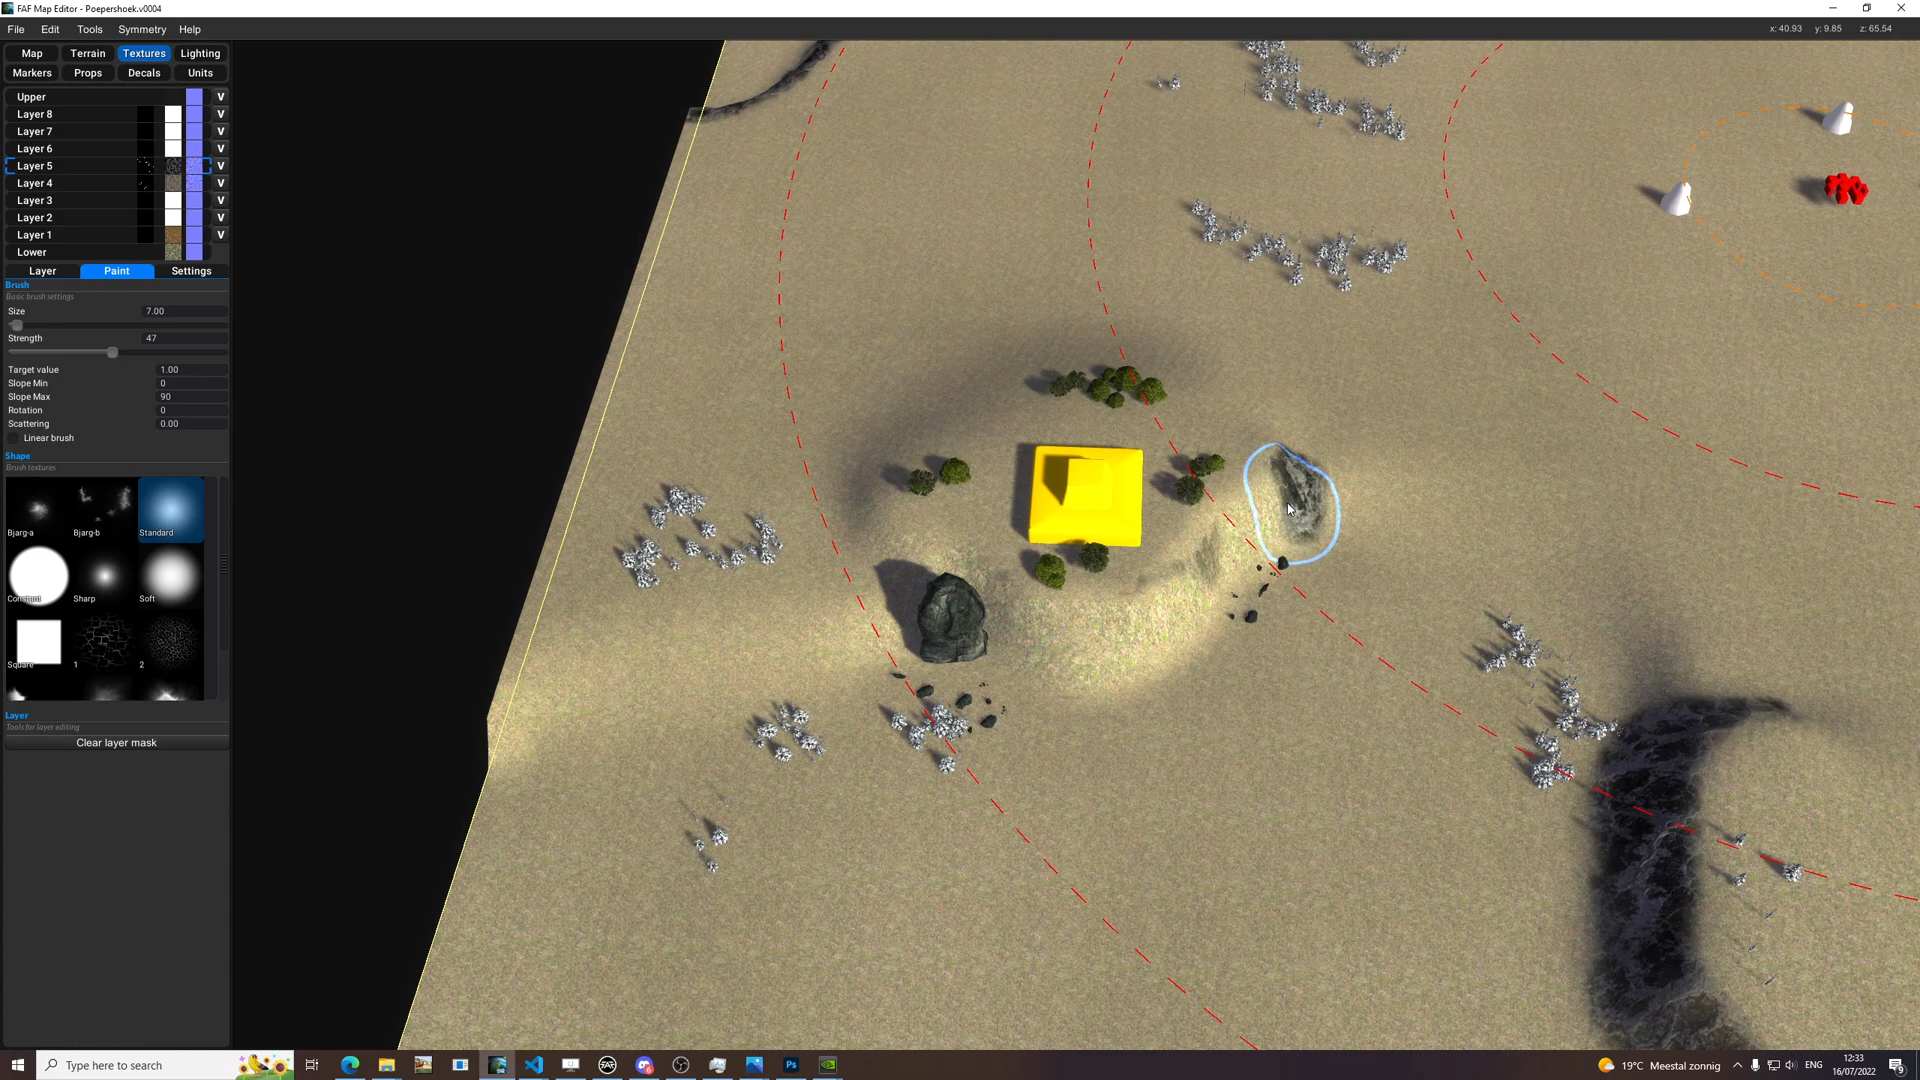 FAF Map Editor - Poepershoek.v0004
File Edit Tools Symmetry Help
x: 40.93 y: 9.85 z: 65.54
Map Terrain Textures Lighting
Markers Props Decals Units
Upper V
Layer 8 V
Layer 7 V
Layer 6 V
Layer 5 V
Layer 4 V
Layer 3 V
Layer 2 V
Layer 1 V
Lower
Layer Paint Settings
Brush
Basic brush settings
Size 7.00
Strength 47
Target value 1.00
Slope Min 0
Slope Max 90
Rotation 0
Scattering 0.00
Linear brush
Shape
Brush textures
Bjarg-a Bjarg-b Standard
Constant Sharp Soft
Square 1 2
Layer
Tools for layer editing
Clear layer mask
Type here to search
FAF
Ps
19°C Meestal zonnig
ENG
12:33
16/07/2022
9